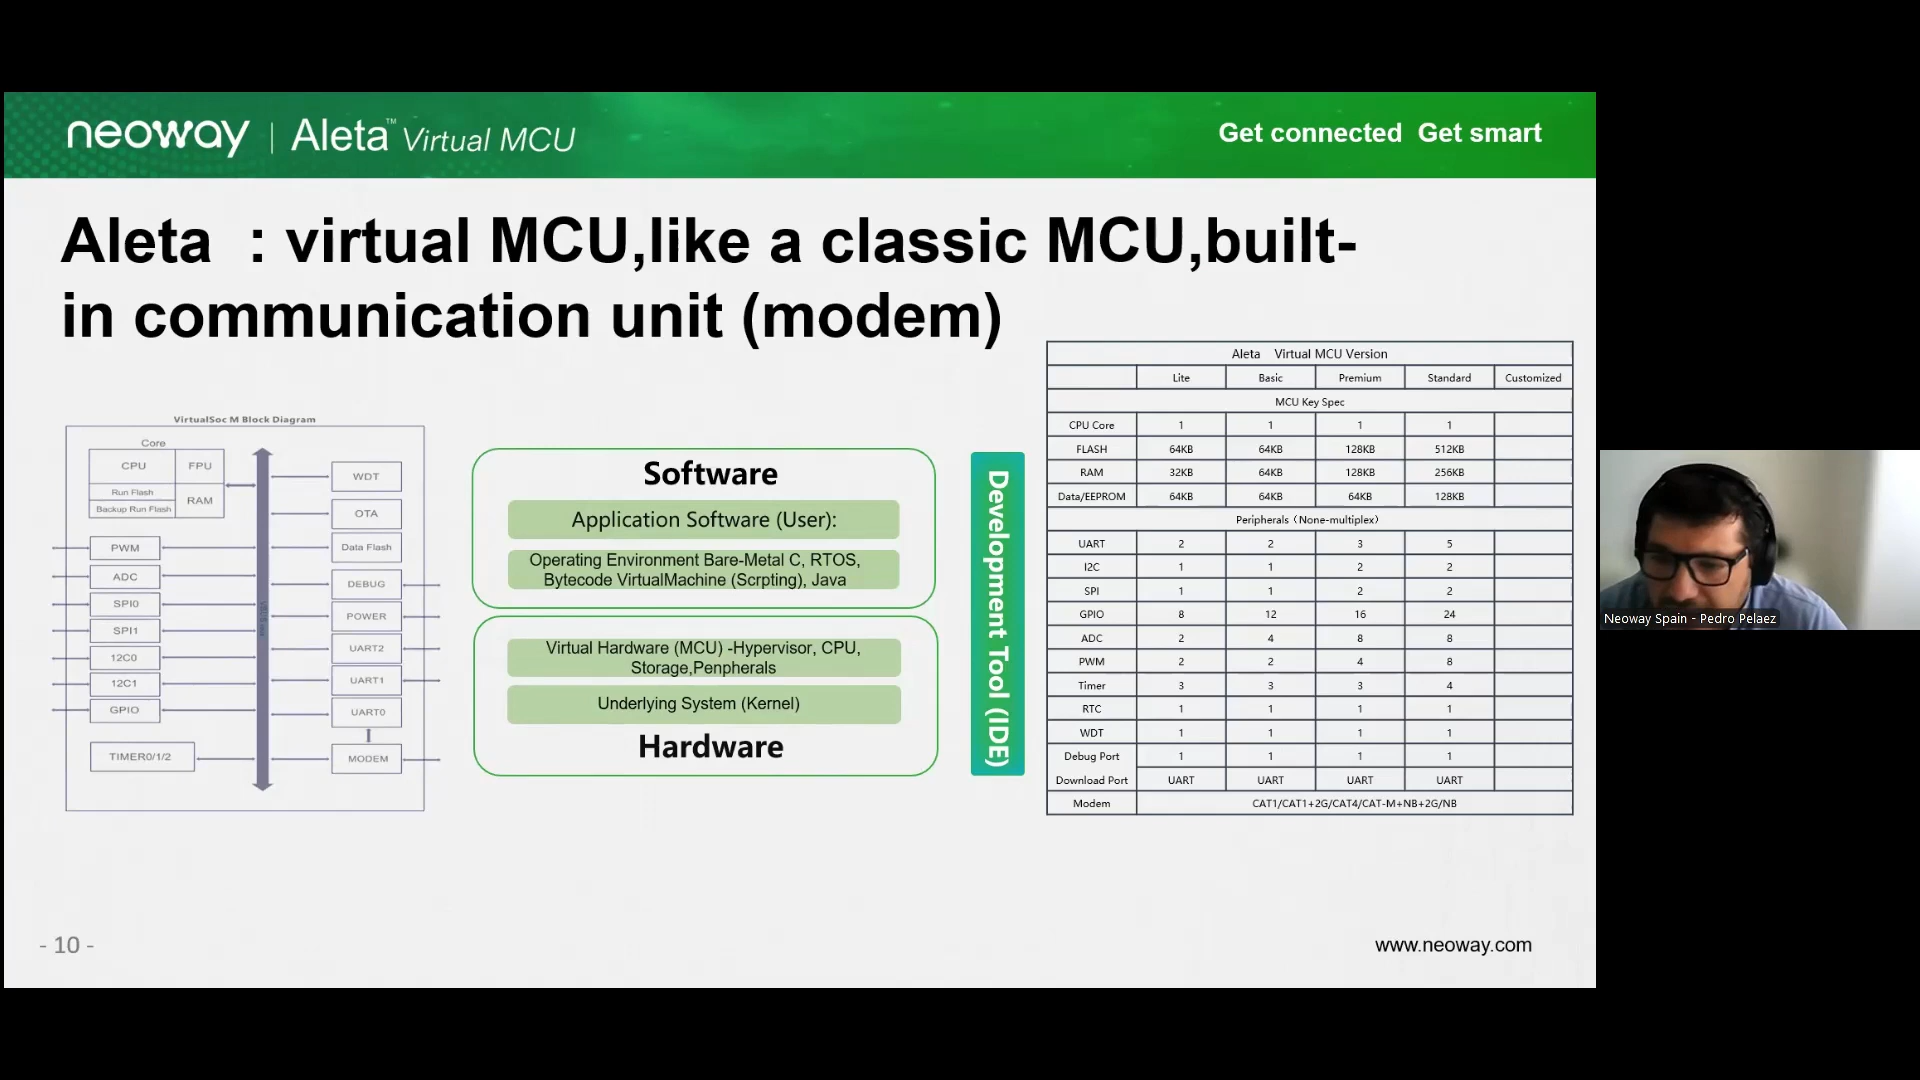 neoway | Aleta™ Virtual MCU
Get connected Get smart
Aleta : virtual MCU,like a classic MCU,built-
in communication unit (modem)
VirtualSoc M Block Diagram
Core
CPU FPU
Run Flash
RAM
Backup Run Flash
PWM
ADC
SPI0
SPI1
12C0
12C1
GPIO
TIMER0/1/2
WDT
OTA
Data Flash
DEBUG
POWER
UART2
UART1
UART0
MODEM
Software
Application Software (User):
Operating Environment Bare-Metal C, RTOS,
Bytecode VirtualMachine (Scrpting), Java
Virtual Hardware (MCU) -Hypervisor, CPU,
Storage,Penpherals
Underlying System (Kernel)
Hardware
Development Tool (IDE)
Aleta Virtual MCU Version
Lite Basic Premium Standard Customized
MCU Key Spec
CPU Core 1 1 1 1
FLASH 64KB 64KB 128KB 512KB
RAM 32KB 64KB 128KB 256KB
Data/EEPROM 64KB 64KB 64KB 128KB
Peripherals（None-multiplex）
UART 2 2 3 5
I2C 1 1 2 2
SPI 1 1 2 2
GPIO 8 12 16 24
ADC 2 4 8 8
PWM 2 2 4 8
Timer 3 3 3 4
RTC 1 1 1 1
WDT 1 1 1 1
Debug Port 1 1 1 1
Download Port UART UART UART UART
Modem CAT1/CAT1+2G/CAT4/CAT-M+NB+2G/NB
Neoway Spain - Pedro Pelaez
- 10 -
www.neoway.com